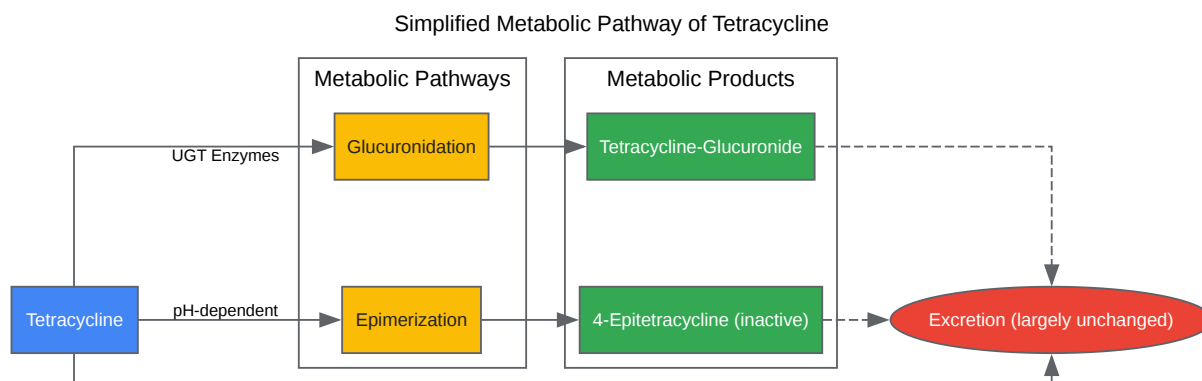 Simplified Metabolic Pathway of Tetracycline
Metabolic Pathways
Metabolic Products
UGT Enzymes
Glucuronidation
Tetracycline-Glucuronide
Tetracycline
pH-dependent
Epimerization
4-Epitetracycline (inactive)
Excretion (largely unchanged)